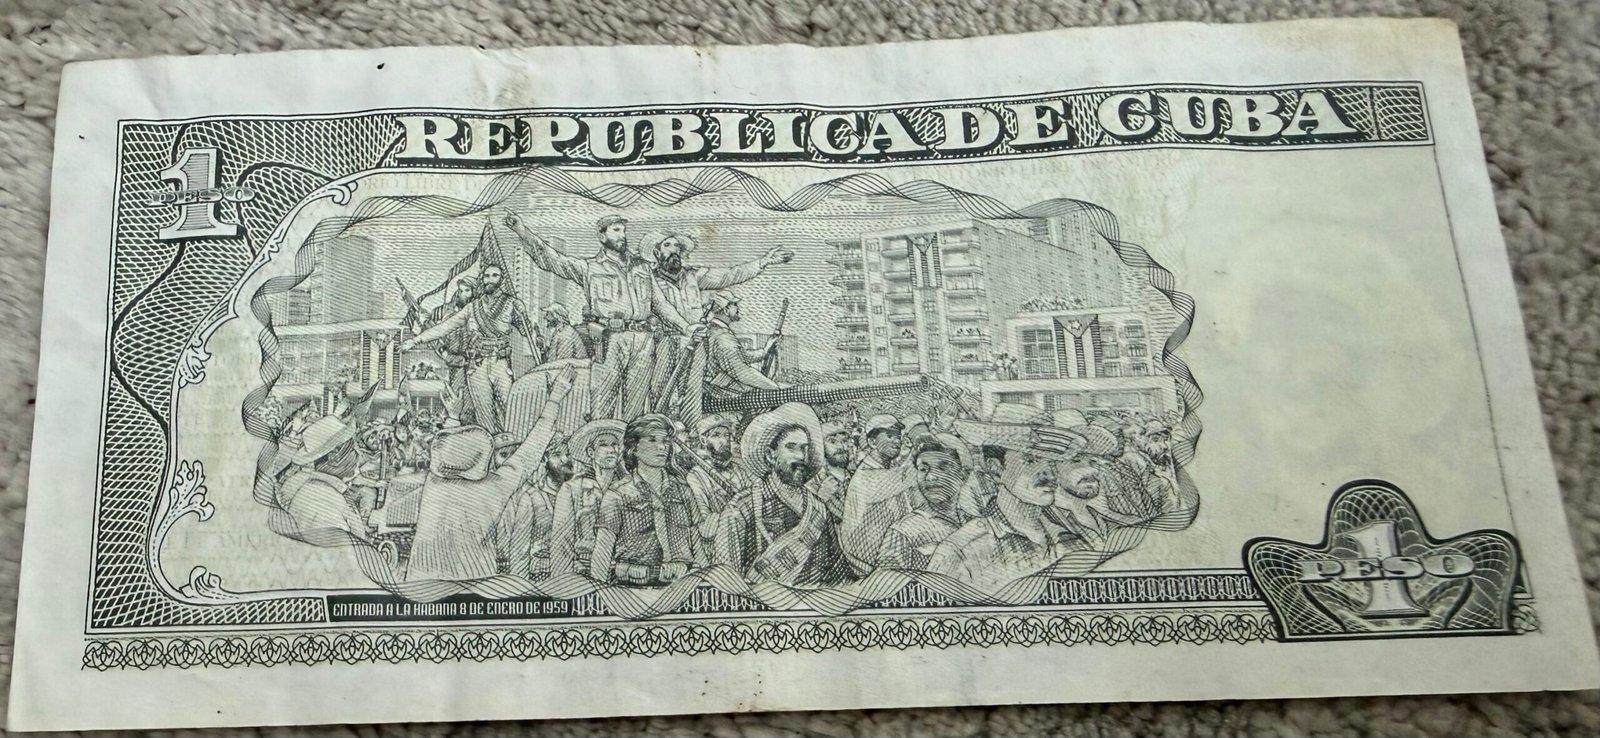 REPUBLICA DE CUBA
1
PESO
ENTRADA A LA HABANA 8 DE ENERO DE 1959
1
PESO